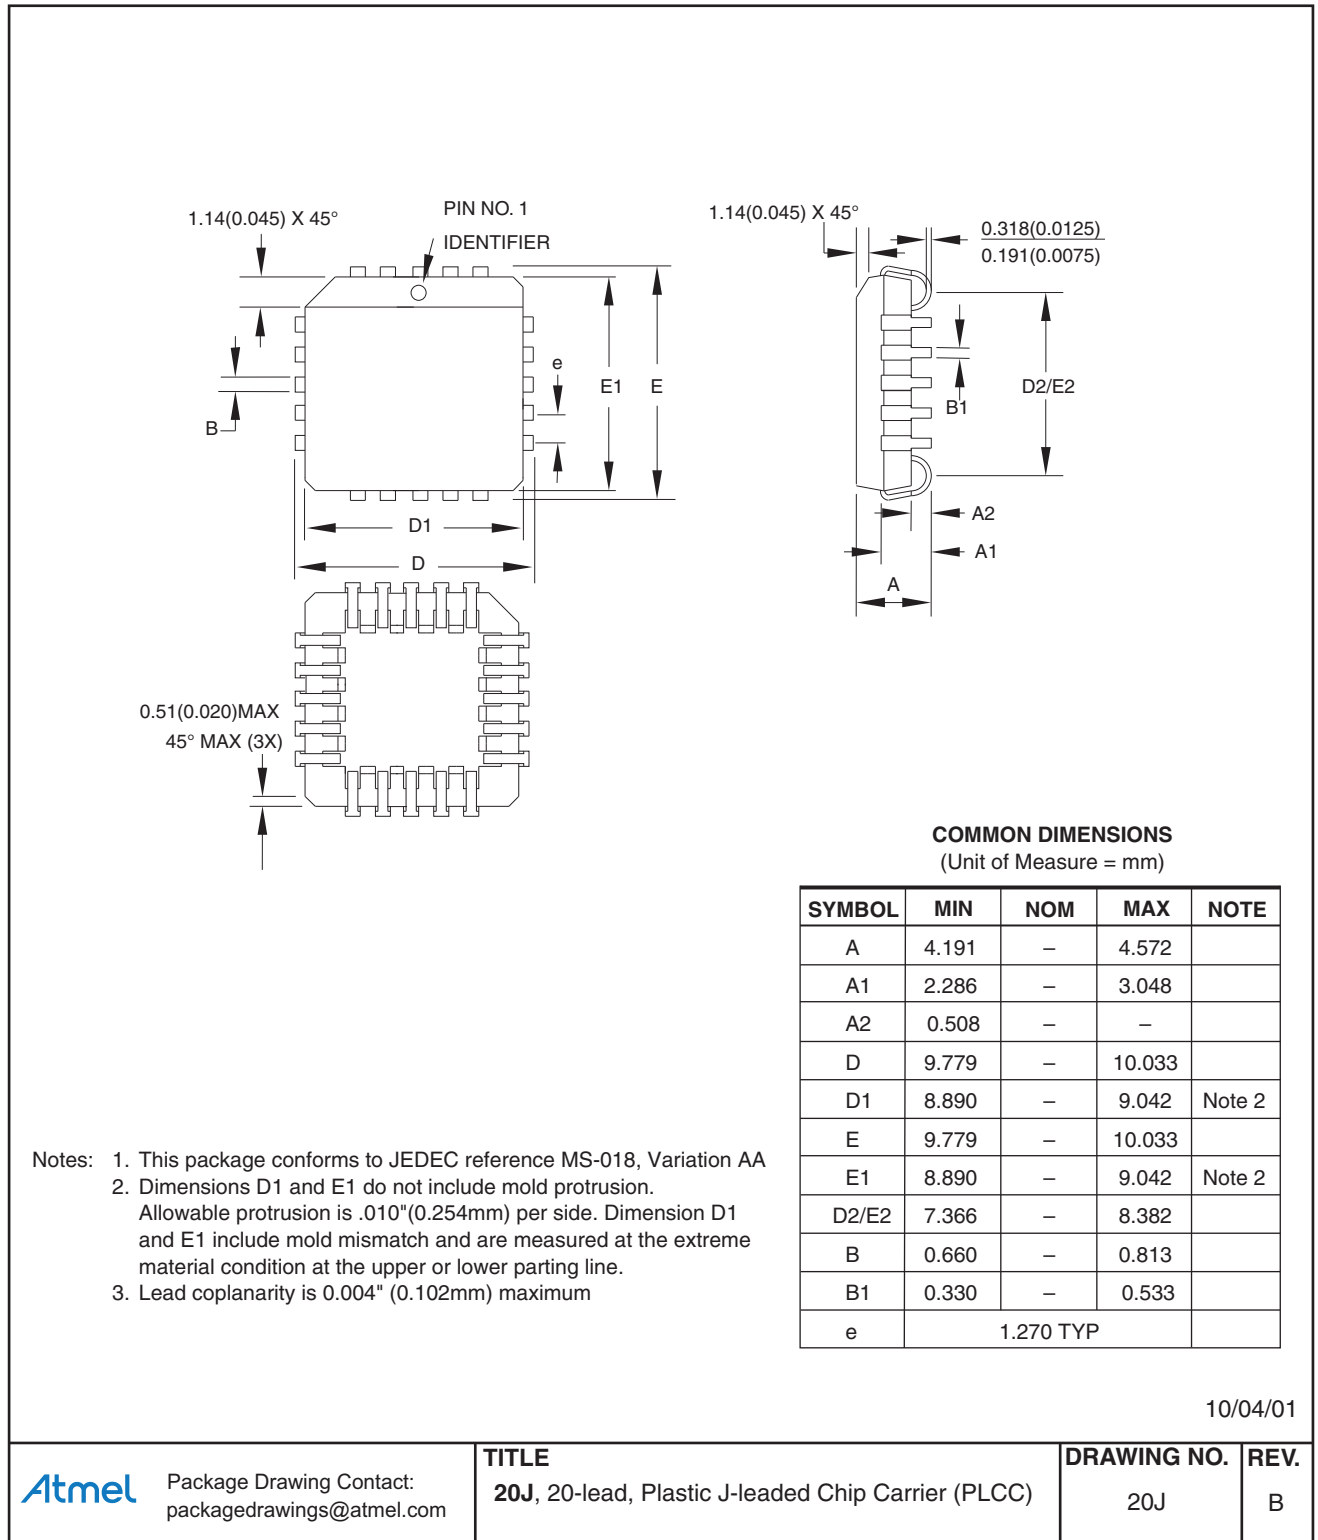 1.14(0.045) X 45°
PIN NO. 1
IDENTIFIER
1.14(0.045) X 45°
0.318(0.0125)
0.191(0.0075)
e
E1
E
B
D1
D
B1
D2/E2
A2
A1
A
0.51(0.020)MAX
45° MAX (3X)
COMMON DIMENSIONS
(Unit of Measure = mm)
SYMBOL MIN NOM MAX NOTE
A 4.191 – 4.572
A1 2.286 – 3.048
A2 0.508 – –
D 9.779 – 10.033
D1 8.890 – 9.042 Note 2
E 9.779 – 10.033
E1 8.890 – 9.042 Note 2
D2/E2 7.366 – 8.382
B 0.660 – 0.813
B1 0.330 – 0.533
e 1.270 TYP
Notes: 1. This package conforms to JEDEC reference MS-018, Variation AA
2. Dimensions D1 and E1 do not include mold protrusion.
Allowable protrusion is .010"(0.254mm) per side. Dimension D1
and E1 include mold mismatch and are measured at the extreme
material condition at the upper or lower parting line.
3. Lead coplanarity is 0.004" (0.102mm) maximum
10/04/01
Atmel
Package Drawing Contact:
packagedrawings@atmel.com
TITLE
20J, 20-lead, Plastic J-leaded Chip Carrier (PLCC)
DRAWING NO.
20J
REV.
B